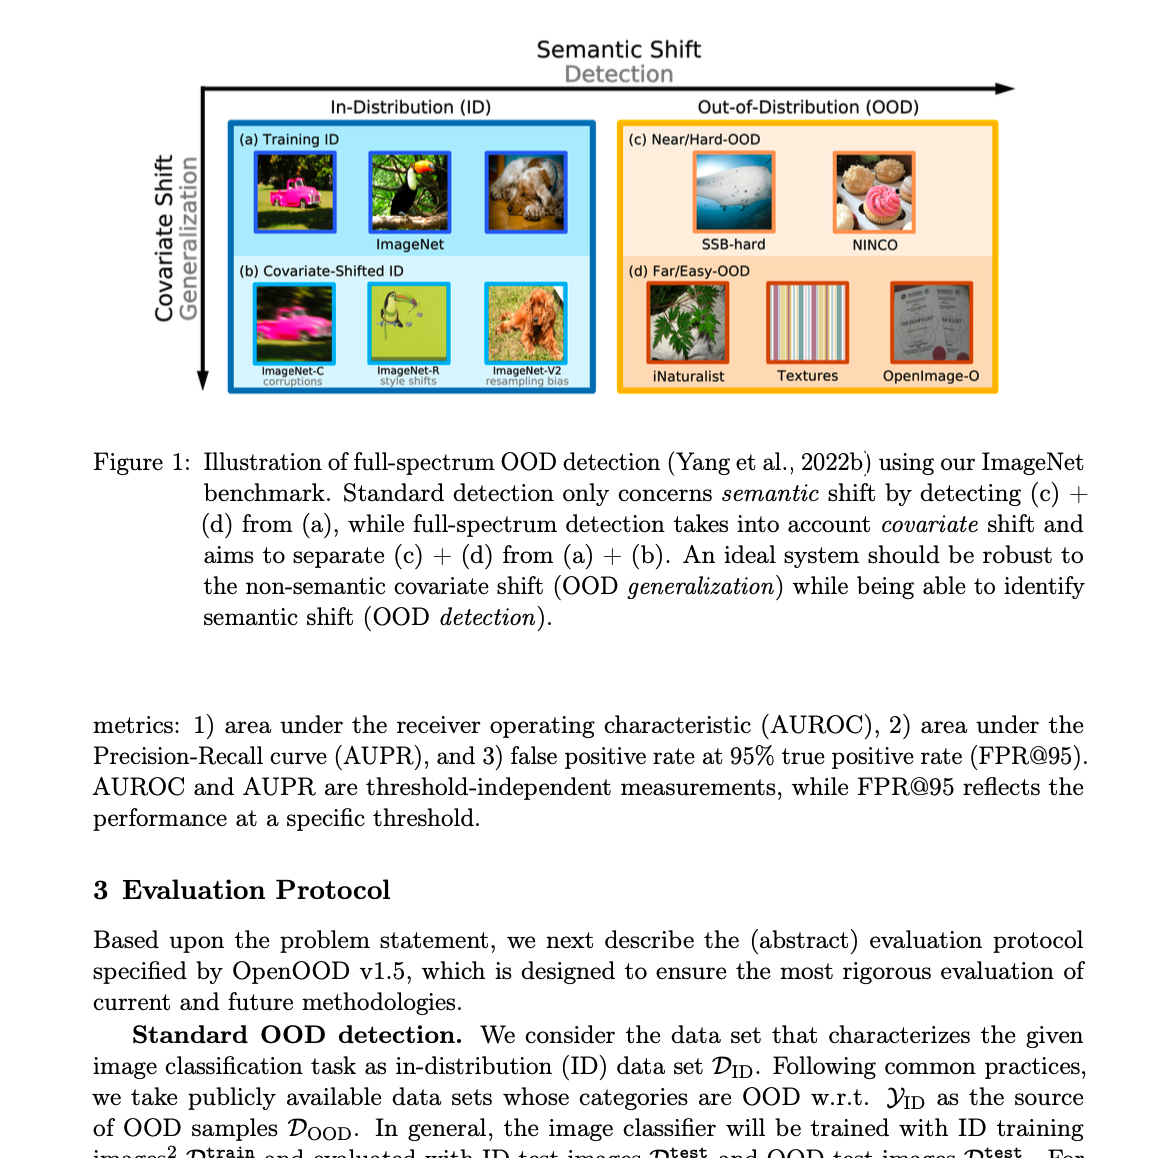 Semantic Shift
Detection
In-Distribution (ID)
Out-of-Distribution (OOD)
Covariate Shift
Generalization
(a) Training ID
ImageNet
(b) Covariate-Shifted ID
ImageNet-C
corruptions
ImageNet-R
style shifts
ImageNet-V2
resampling bias
(c) Near/Hard-OOD
SSB-hard
NINCO
(d) Far/Easy-OOD
iNaturalist
Textures
OpenImage-O
Figure 1: Illustration of full-spectrum OOD detection (Yang et al., 2022b) using our ImageNet
benchmark. Standard detection only concerns semantic shift by detecting (c) +
(d) from (a), while full-spectrum detection takes into account covariate shift and
aims to separate (c) + (d) from (a) + (b). An ideal system should be robust to
the non-semantic covariate shift (OOD generalization) while being able to identify
semantic shift (OOD detection).
metrics: 1) area under the receiver operating characteristic (AUROC), 2) area under the
Precision-Recall curve (AUPR), and 3) false positive rate at 95% true positive rate (FPR@95).
AUROC and AUPR are threshold-independent measurements, while FPR@95 reflects the
performance at a specific threshold.
3 Evaluation Protocol
Based upon the problem statement, we next describe the (abstract) evaluation protocol
specified by OpenOOD v1.5, which is designed to ensure the most rigorous evaluation of
current and future methodologies.
Standard OOD detection. We consider the data set that characterizes the given
image classification task as in-distribution (ID) data set 𝒟ID. Following common practices,
we take publicly available data sets whose categories are OOD w.r.t. 𝒴ID as the source
of OOD samples 𝒟OOD. In general, the image classifier will be trained with ID training